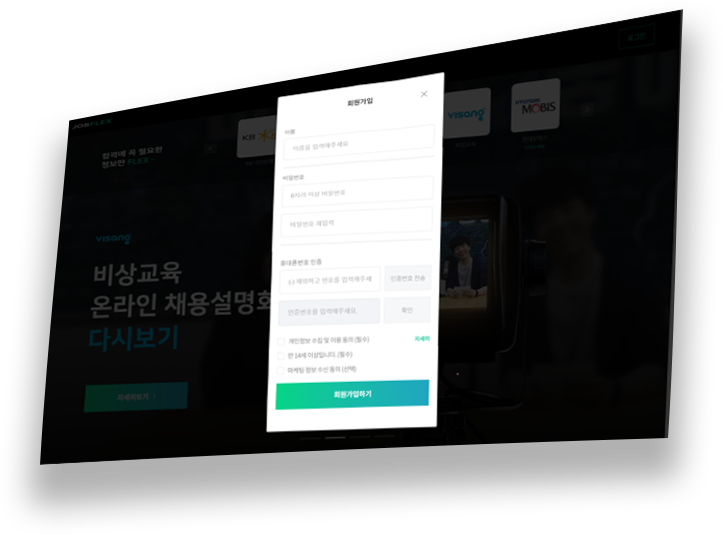 JOBFLEX
로그인
합격에 꼭 필요한
정보만 FLEX~
KB
visang
HYUNDAI
MOBIS
visang
비상교육
온라인 채용설명회
다시보기
자세히보기 >
회원가입
이름
이름을 입력해주세요
비밀번호
8자리 이상 비밀번호
비밀번호 재입력
휴대폰번호 인증
(-) 제외하고 번호를 입력해주세
인증번호 전송
인증번호를 입력해주세요.
확인
개인정보 수집 및 이용 동의 (필수)
자세히
만 14세 이상입니다. (필수)
마케팅 정보 수신 동의 (선택)
회원가입하기